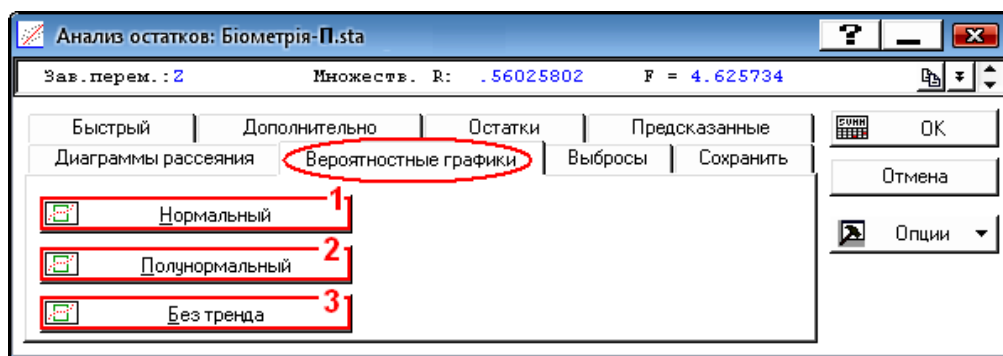 Анализ остатков: Біометрія-П.sta
?
Зав.перем.:Z Множеств. R: .56025802 F = 4.625734
Быстрый Дополнительно Остатки Предсказанные
Диаграммы рассеяния Вероятностные графики Выбросы Сохранить
1
Нормальный
2
Полунормальный
3
Без тренда
SUMM
OK
Отмена
Опции